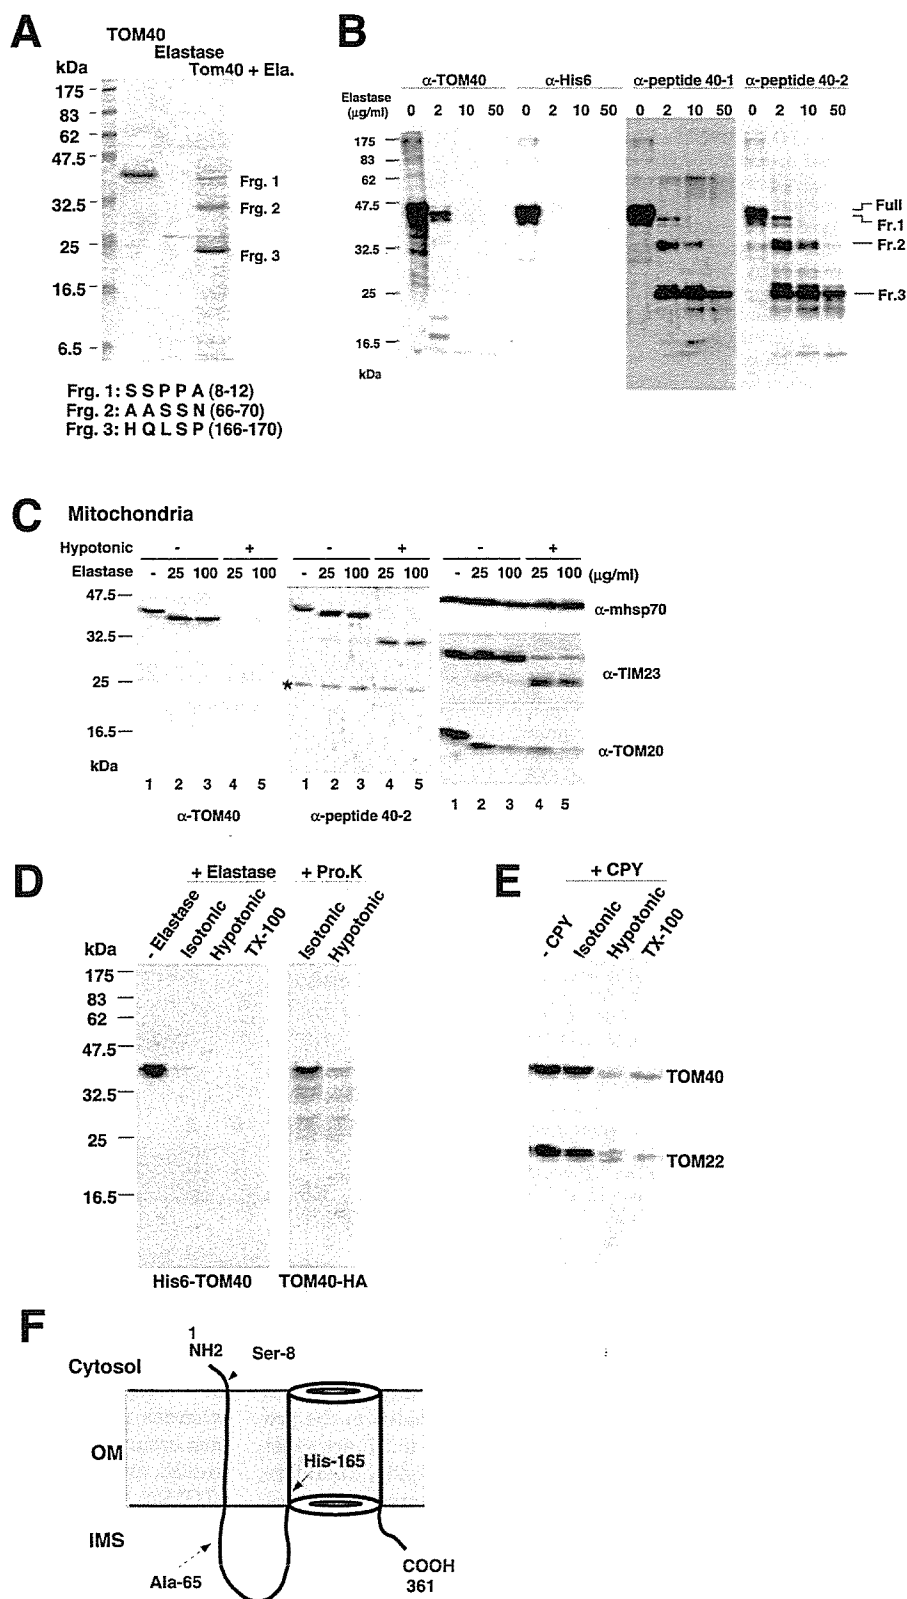 A
TOM40
Elastase
Tom40 + Ela.
kDa
175
83
62
47.5
32.5
25
16.5
6.5
Frg. 1
Frg. 2
Frg. 3
Frg. 1: S S P P A (8-12)
Frg. 2: A A S S N (66-70)
Frg. 3: H Q L S P (166-170)
B
α-TOM40 α-His6 α-peptide 40-1 α-peptide 40-2
Elastase (μg/ml) 0 2 10 50 0 2 10 50 0 2 10 50 0 2 10 50
175
83
62
47.5
32.5
25
16.5
kDa
Full
Fr.1
Fr.2
Fr.3
C Mitochondria
Hypotonic - + - + - +
Elastase - 25 100 25 100 - 25 100 25 100 - 25 100 25 100 (μg/ml)
47.5
32.5
25
16.5
kDa
*
α-mhsp70
α-TIM23
α-TOM20
1 2 3 4 5 1 2 3 4 5 1 2 3 4 5
α-TOM40 α-peptide 40-2
D
+ Elastase + Pro.K
- Elastase Isotonic Hypotonic TX-100 Isotonic Hypotonic
kDa
175
83
62
47.5
32.5
25
16.5
His6-TOM40 TOM40-HA
E
+ CPY
- CPY Isotonic Hypotonic TX-100
TOM40
TOM22
F
1
NH2 Ser-8
Cytosol
OM
His-165
IMS
Ala-65
COOH
361